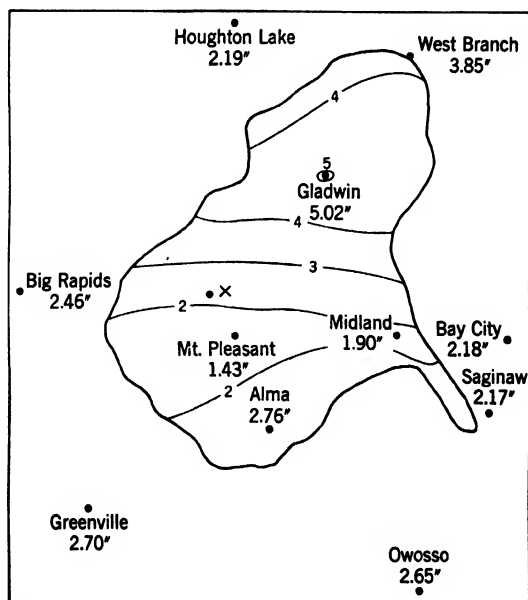 Houghton Lake
2.19"
West Branch
3.85"
4
5
Gladwin
5.02"
4
3
Big Rapids
2.46"
×
2
Mt. Pleasant
1.43"
Midland
1.90"
Bay City
2.18"
2
Alma
2.76"
Saginaw
2.17"
Greenville
2.70"
Owosso
2.65"